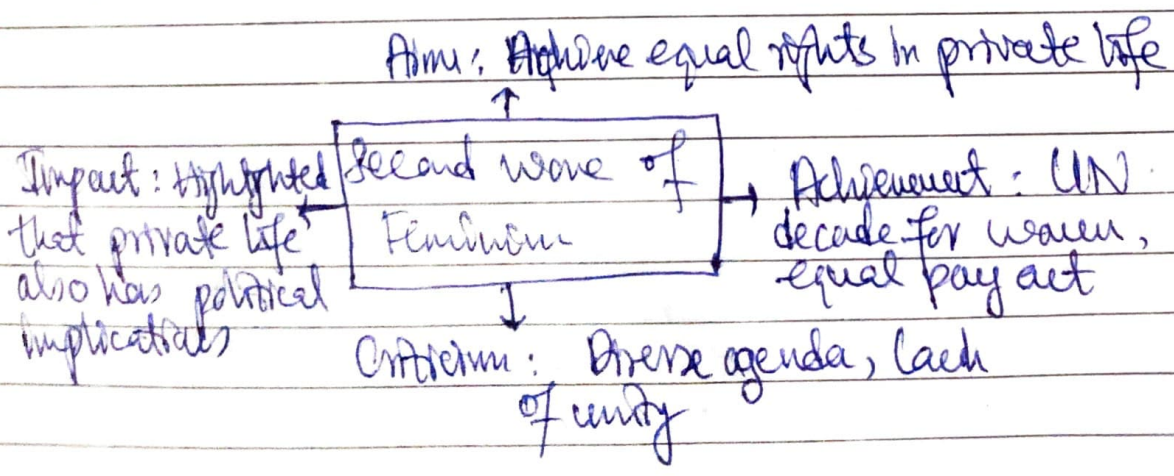 Aim: Achieve equal rights in private life
Second wave of
Feminism
Impact: Highlighted
that private life
also has political
implications
Achievement: UN
decade for women,
equal pay act
Criticism: Diverse agenda, lack
of unity